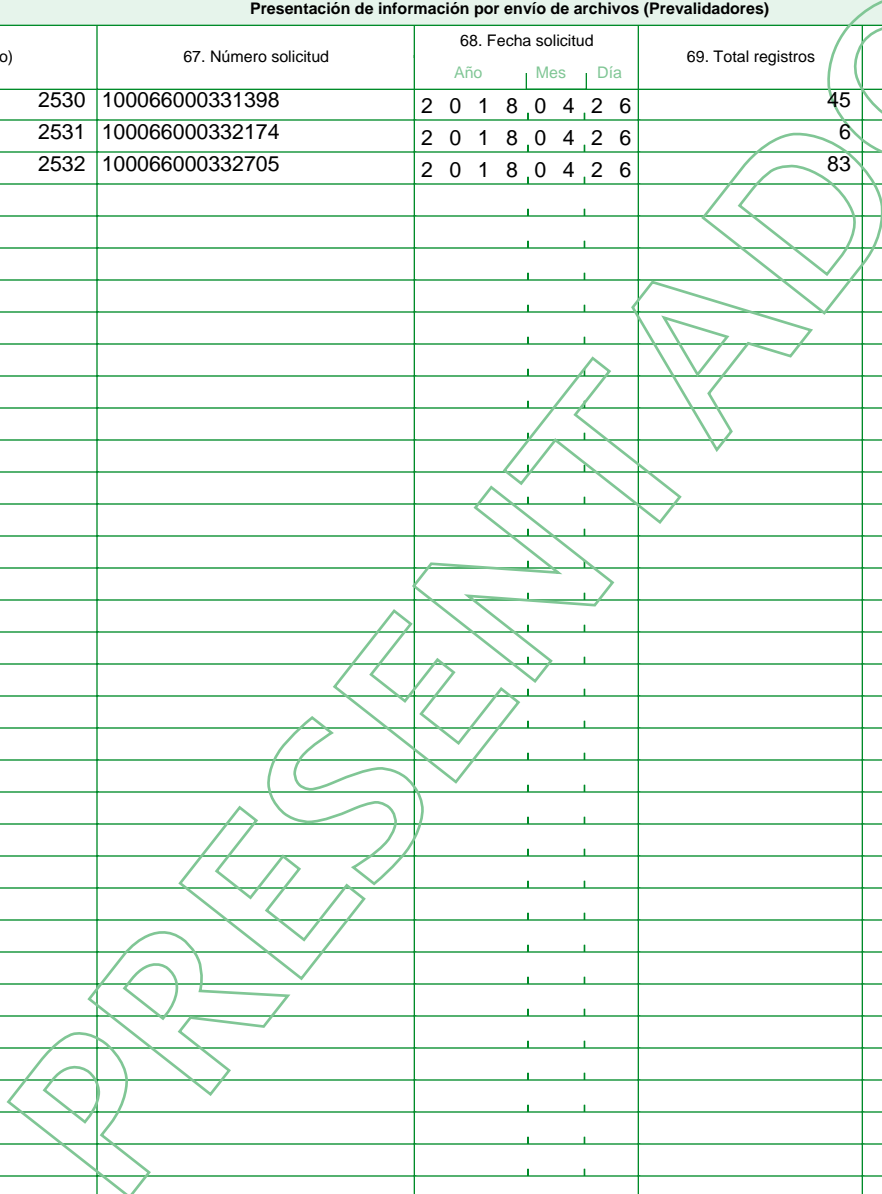 Presentación de información por envío de archivos (Prevalidadores)
o) 67. Número solicitud 68. Fecha solicitud 69. Total registros
Año Mes Día
2530 100066000331398 2 0 1 8 0 4 2 6 45
2531 100066000332174 2 0 1 8 0 4 2 6 6
2532 100066000332705 2 0 1 8 0 4 2 6 83
PRESENTADO